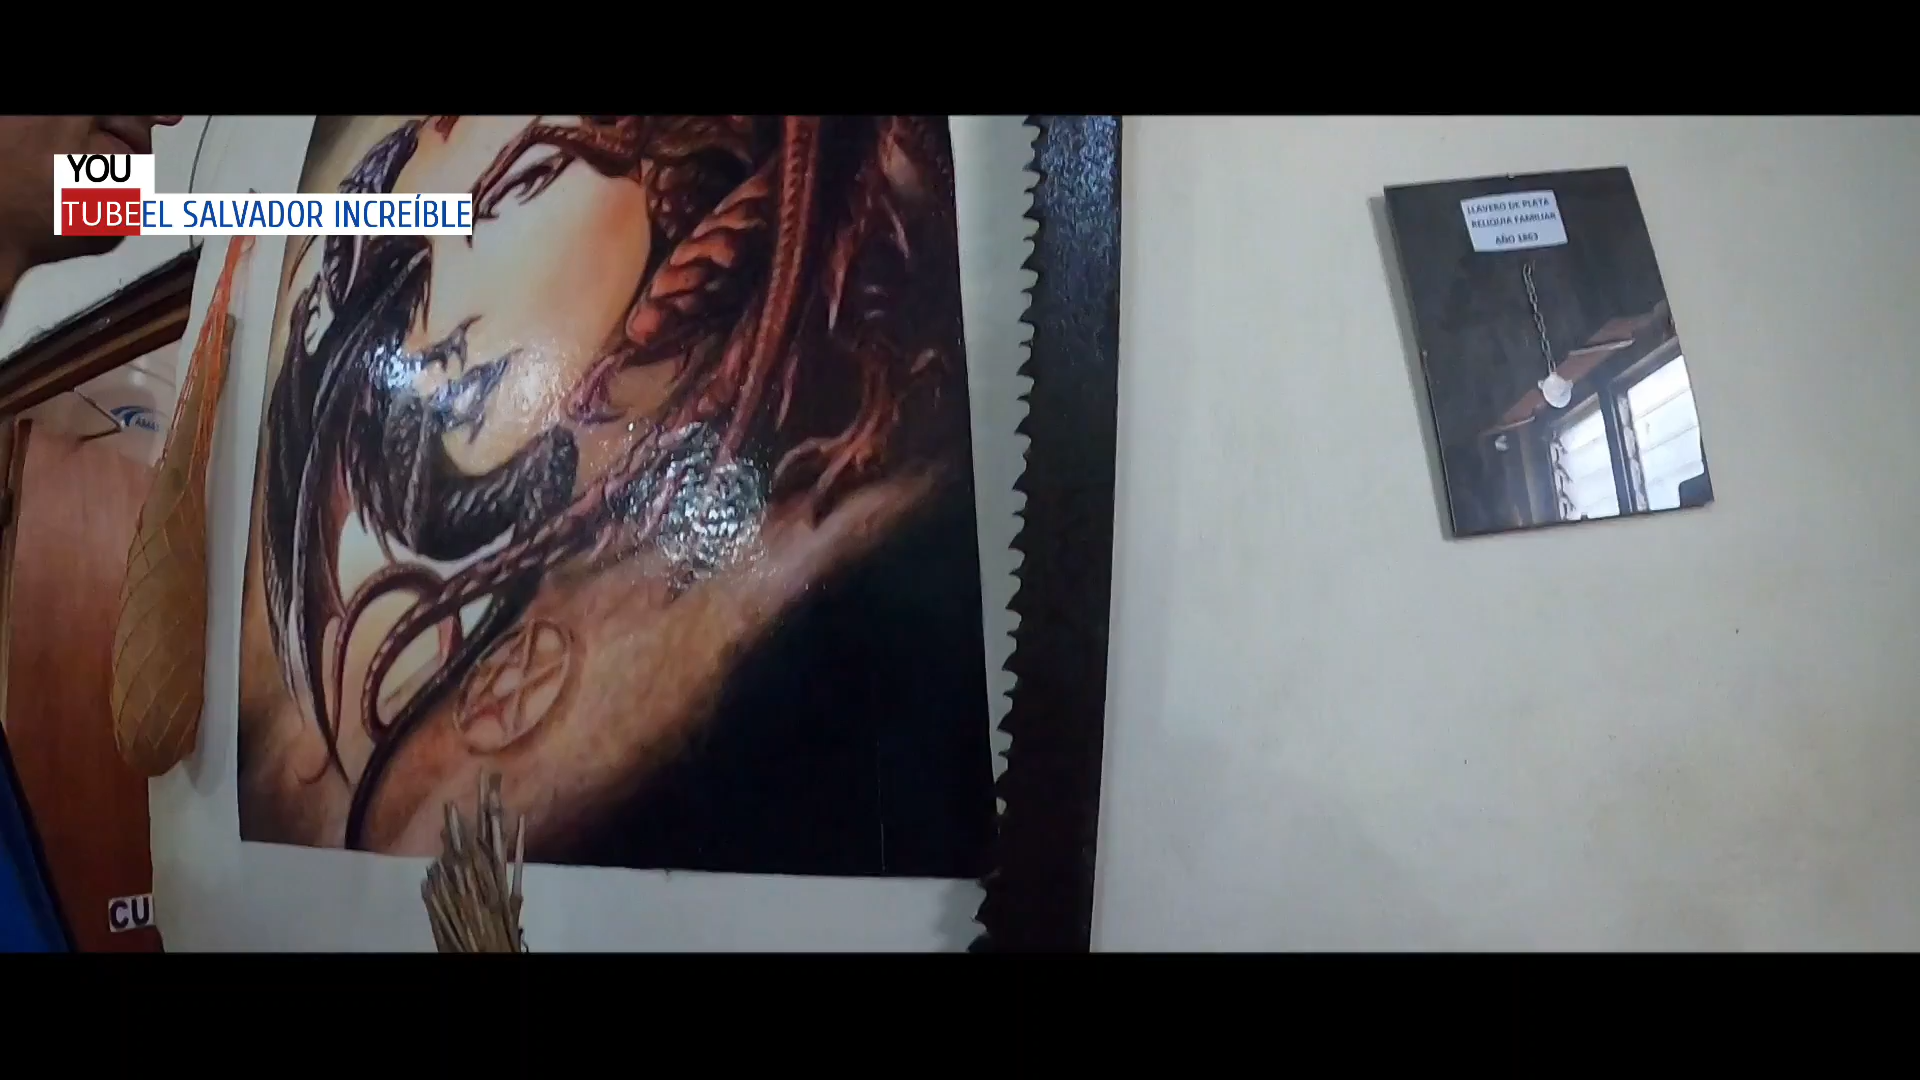 YOU
TUBE EL SALVADOR INCREÍBLE
LLAVERO DE PLATA
RELIQUIA FAMILIAR
AÑO 1863
CU